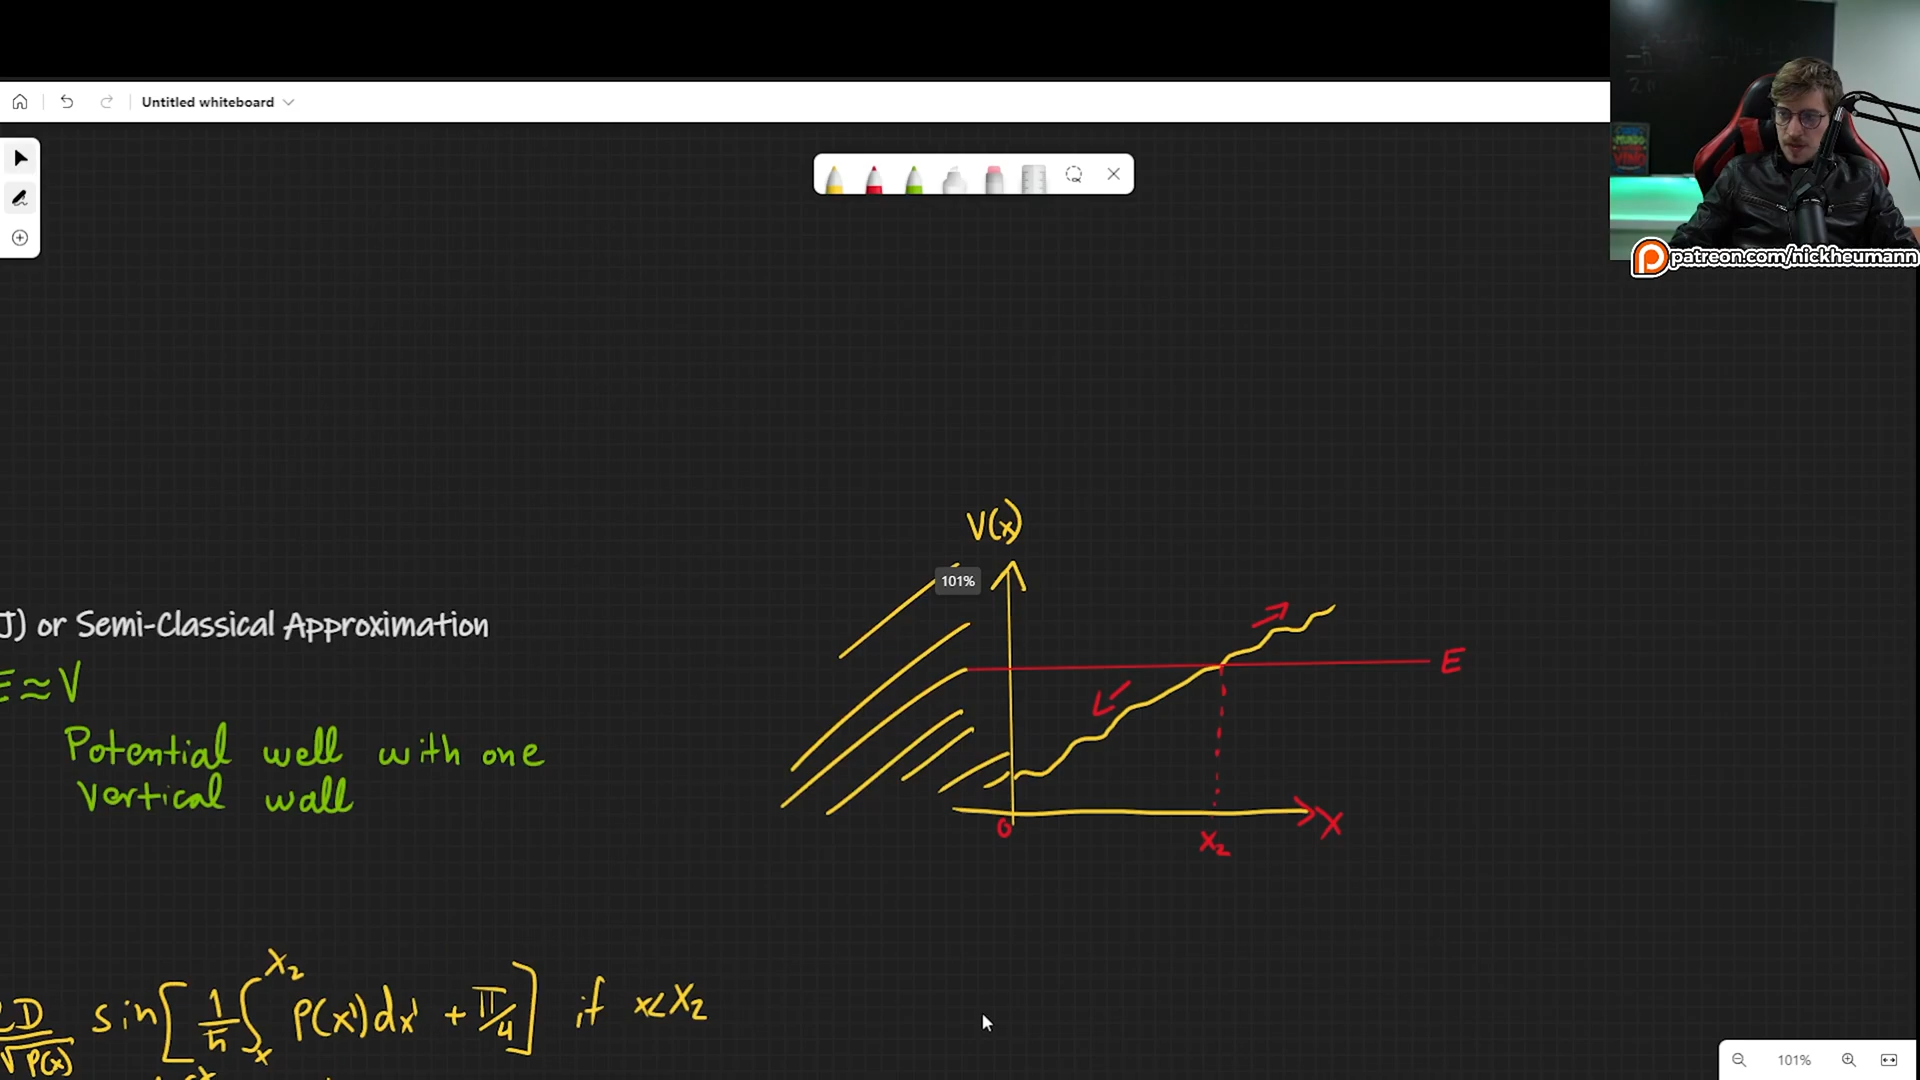 Untitled whiteboard
patreon.com/nickheumann
V(x)
101%
J) or Semi-Classical Approximation
E≈V
E
Potential well with one
vertical wall
0
x₂
x
2D/√P(x) sin[1/ħ ∫ₓ^x₂ P(x')dx' + π/4] if x<x₂
101%